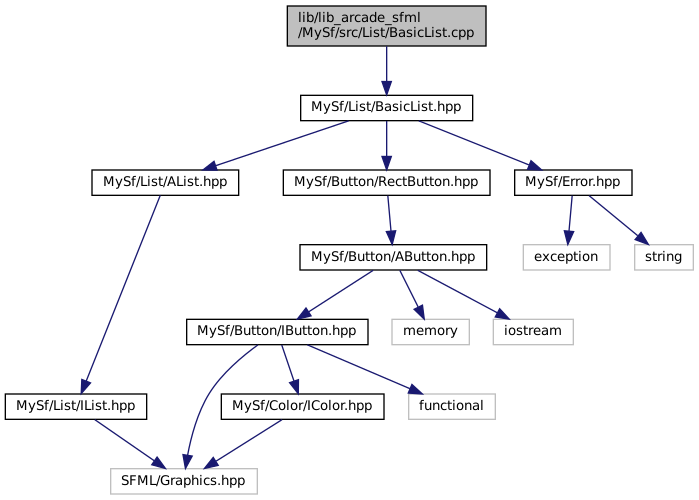 lib/lib_arcade_sfml
/MySf/src/List/BasicList.cpp
MySf/List/BasicList.hpp
MySf/List/AList.hpp
MySf/Button/RectButton.hpp
MySf/Error.hpp
MySf/Button/AButton.hpp
exception
string
MySf/Button/IButton.hpp
memory
iostream
MySf/List/IList.hpp
MySf/Color/IColor.hpp
functional
SFML/Graphics.hpp